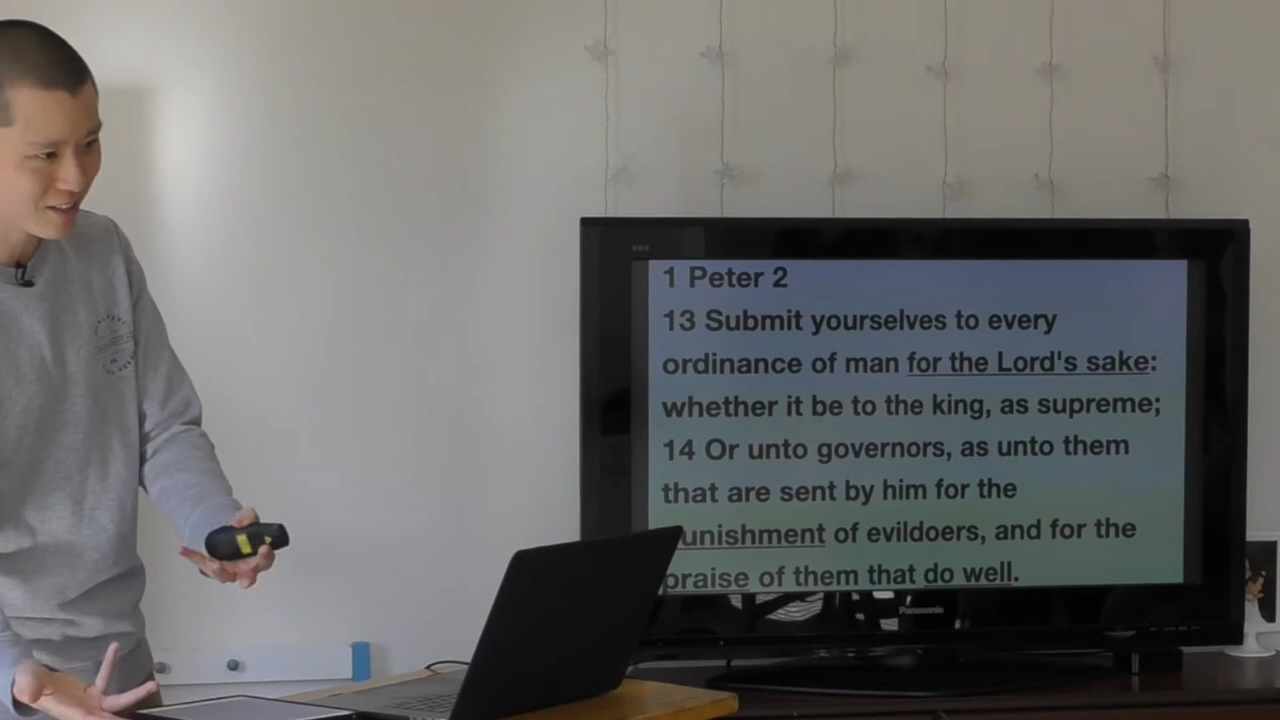 1 Peter 2
13 Submit yourselves to every
ordinance of man for the Lord's sake:
whether it be to the king, as supreme;
14 Or unto governors, as unto them
that are sent by him for the
unishment of evildoers, and for the
praise of them that do well.
Panasonic